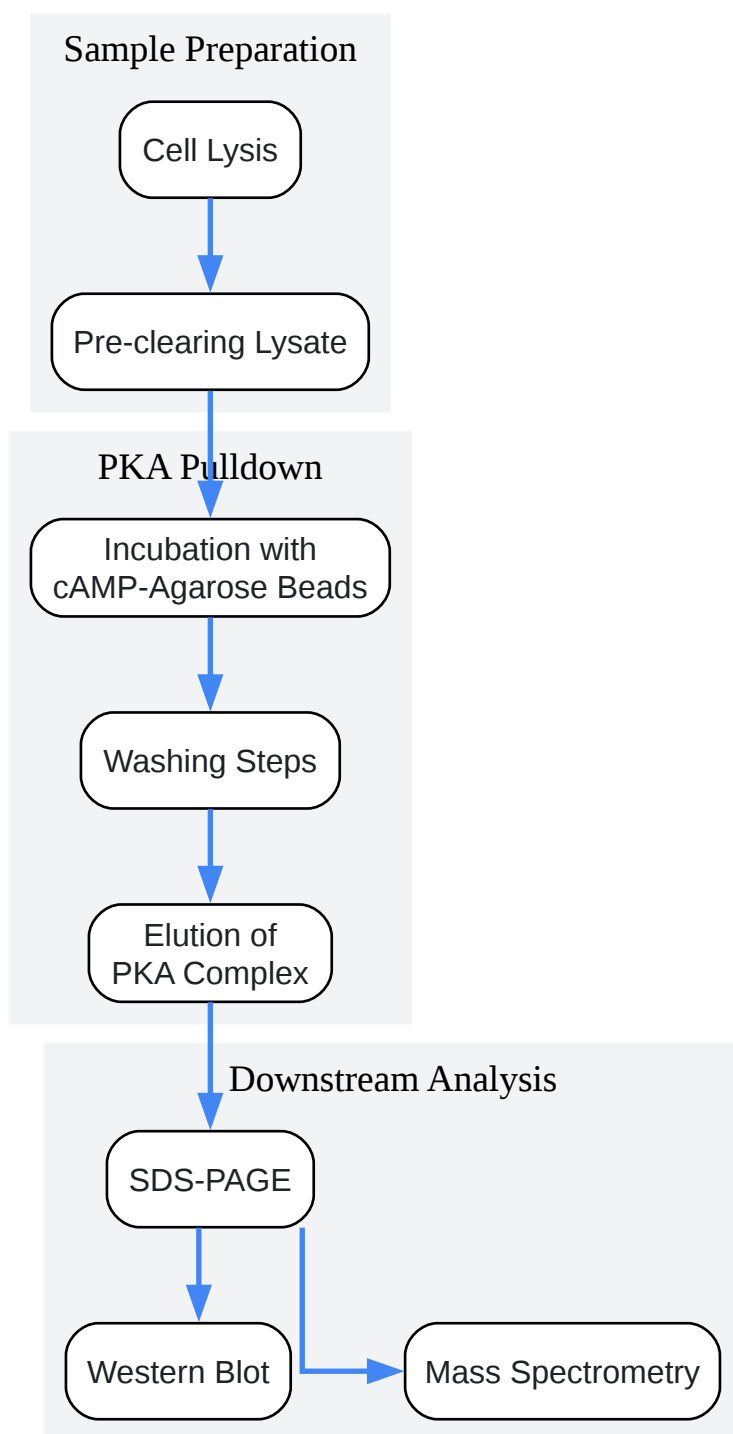 Sample Preparation
Cell Lysis
Pre-clearing Lysate
PKA Pulldown
Incubation with
cAMP-Agarose Beads
Washing Steps
Elution of
PKA Complex
Downstream Analysis
SDS-PAGE
Western Blot
Mass Spectrometry